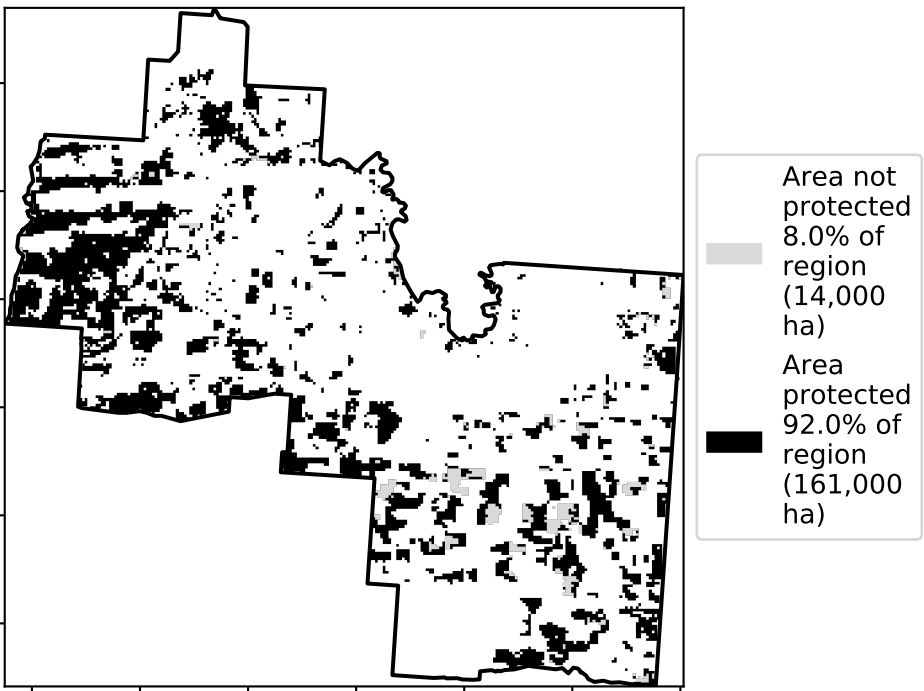 Area not
protected
8.0% of
region
(14,000
ha)
Area
protected
92.0% of
region
(161,000
ha)